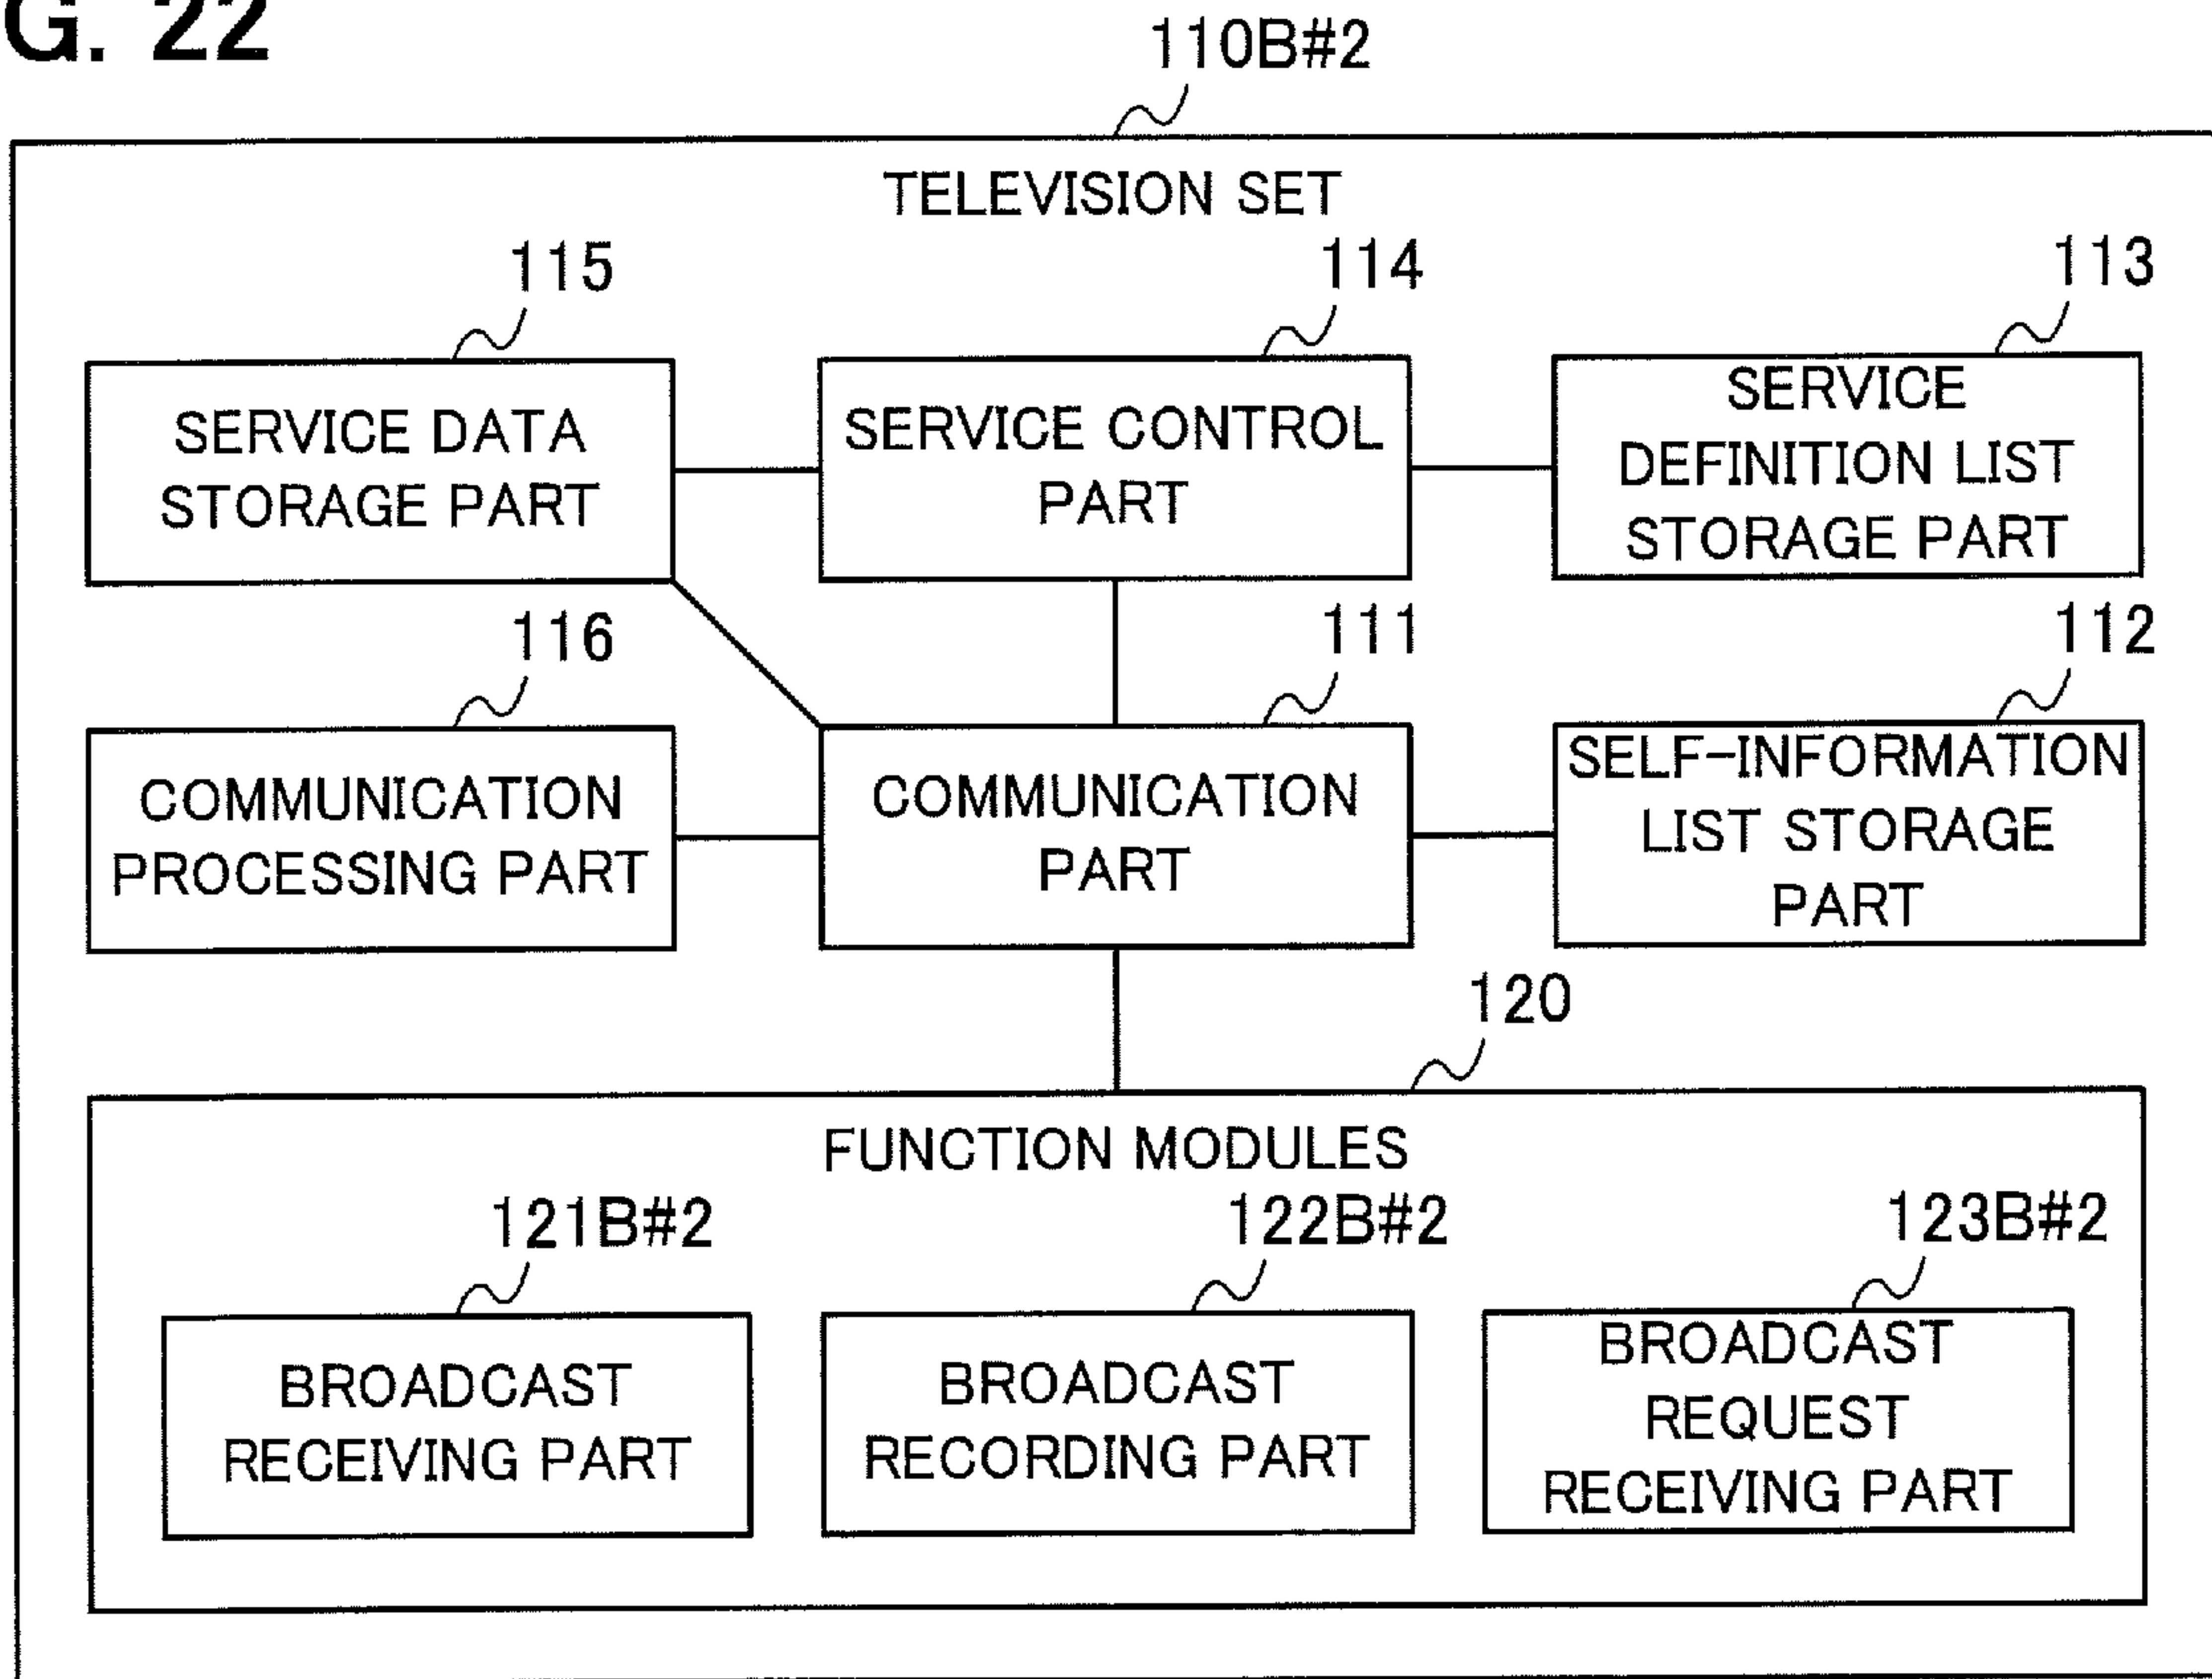 G. 22
110B#2
TELEVISION SET
115
114
113
SERVICE DATA
STORAGE PART
SERVICE CONTROL
PART
SERVICE
DEFINITION LIST
STORAGE PART
116
111
112
COMMUNICATION
PROCESSING PART
COMMUNICATION
PART
SELF-INFORMATION
LIST STORAGE
PART
120
FUNCTION MODULES
121B#2
122B#2
123B#2
BROADCAST
RECEIVING PART
BROADCAST
RECORDING PART
BROADCAST
REQUEST
RECEIVING PART